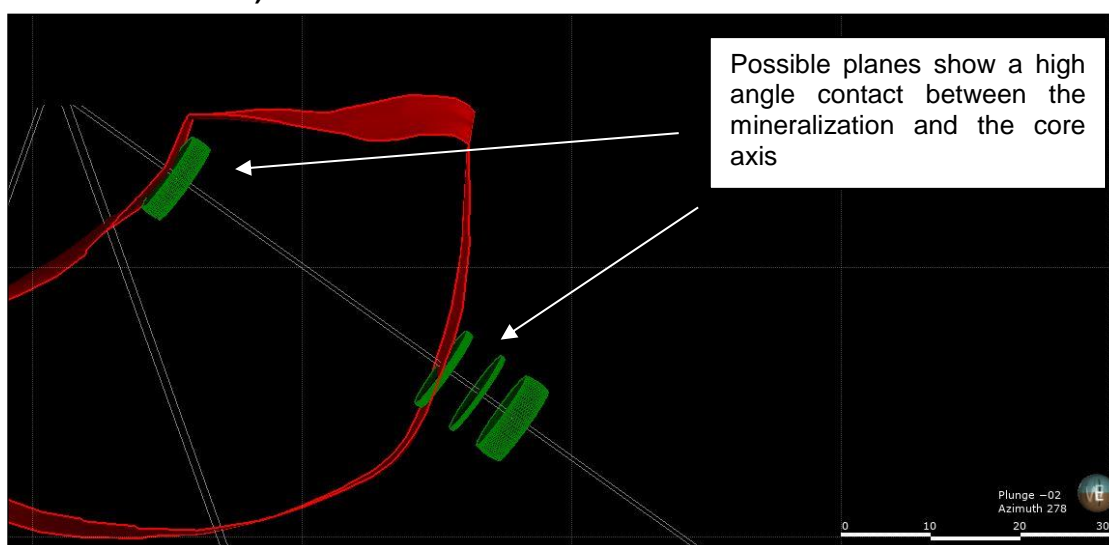 Possible planes show a high
angle contact between the
mineralization and the core
axis
Plunge −02
Azimuth 278
0 10 20 30